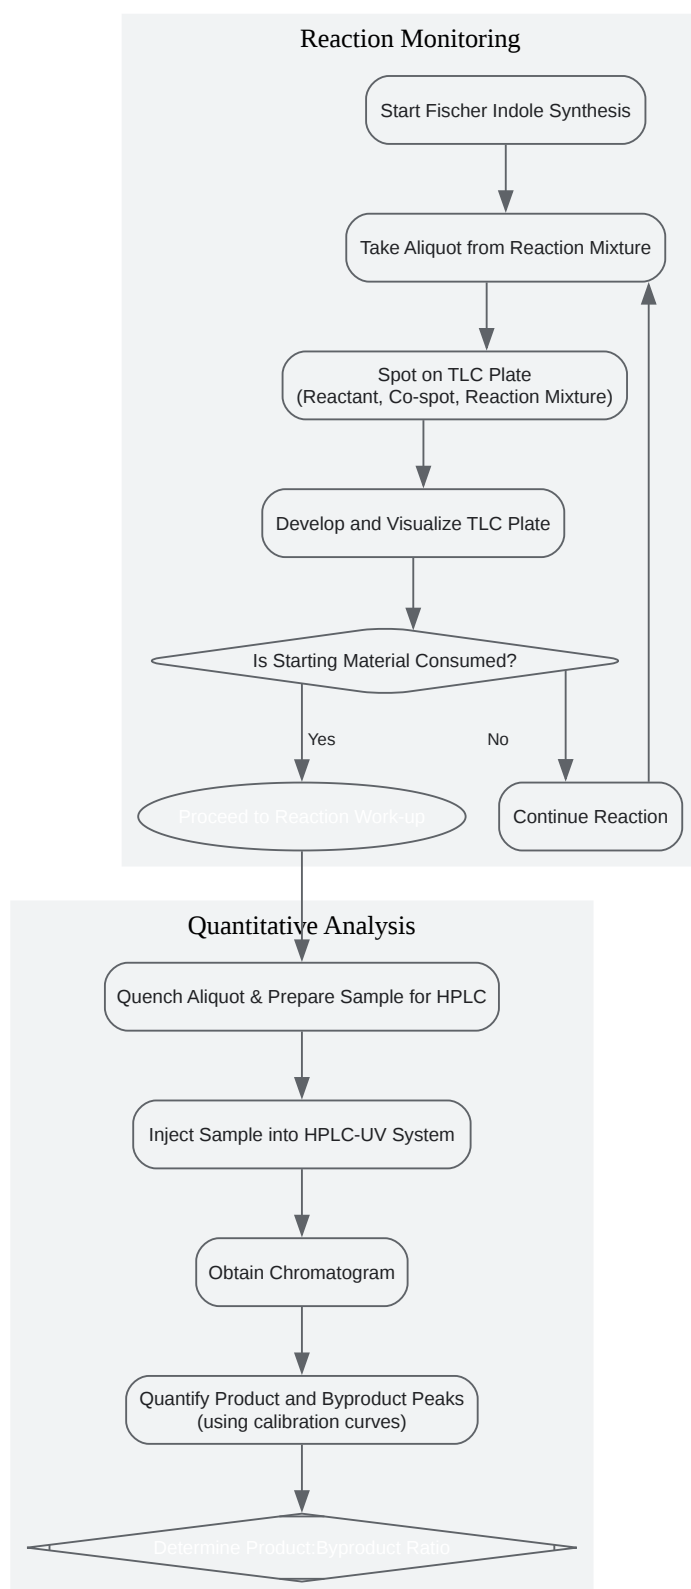 Reaction Monitoring
Start Fischer Indole Synthesis
Take Aliquot from Reaction Mixture
Spot on TLC Plate
(Reactant, Co-spot, Reaction Mixture)
Develop and Visualize TLC Plate
Is Starting Material Consumed?
Yes
No
Proceed to Reaction Work-up
Continue Reaction
Quantitative Analysis
Quench Aliquot & Prepare Sample for HPLC
Inject Sample into HPLC-UV System
Obtain Chromatogram
Quantify Product and Byproduct Peaks
(using calibration curves)
Determine Product:Byproduct Ratio